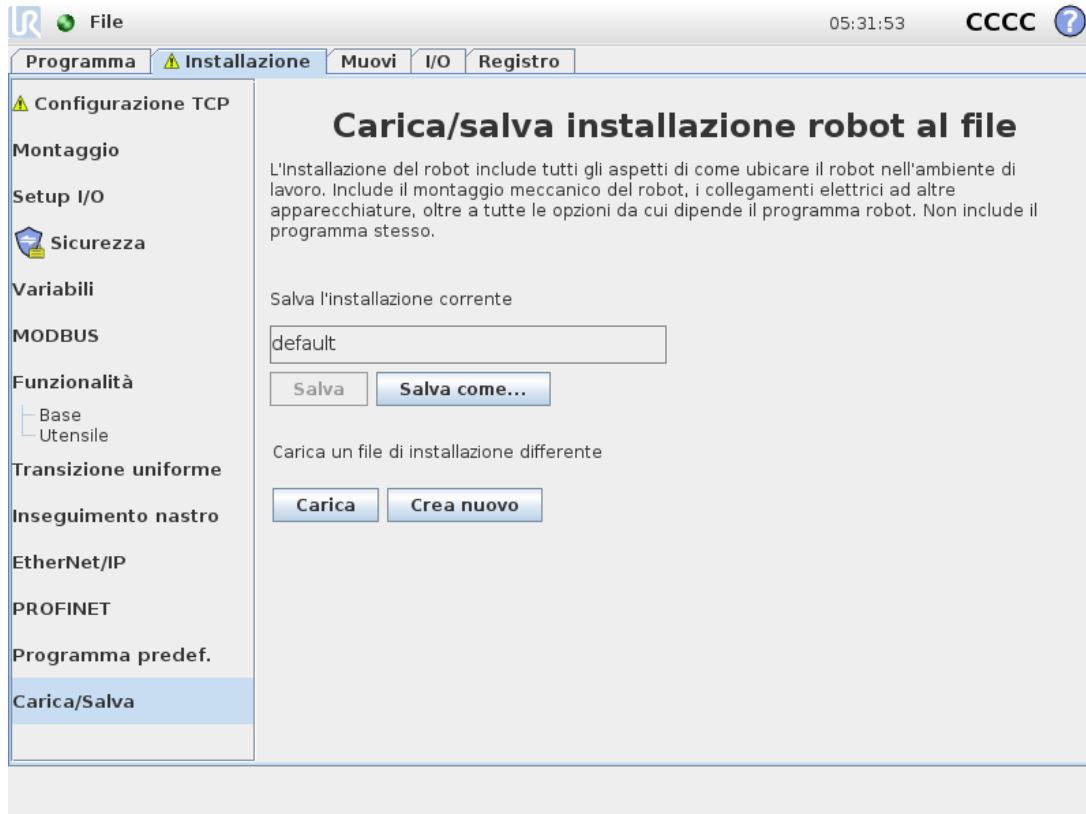 UR File 05:31:53 CCCC ?
Programma Installazione Muovi I/O Registro
Configurazione TCP
Montaggio
Setup I/O
Sicurezza
Variabili
MODBUS
Funzionalità
Base
Utensile
Transizione uniforme
Inseguimento nastro
EtherNet/IP
PROFINET
Programma predef.
Carica/Salva
Carica/salva installazione robot al file
L'Installazione del robot include tutti gli aspetti di come ubicare il robot nell'ambiente di
lavoro. Include il montaggio meccanico del robot, i collegamenti elettrici ad altre
apparecchiature, oltre a tutte le opzioni da cui dipende il programma robot. Non include il
programma stesso.
Salva l'installazione corrente
default
Salva Salva come...
Carica un file di installazione differente
Carica Crea nuovo